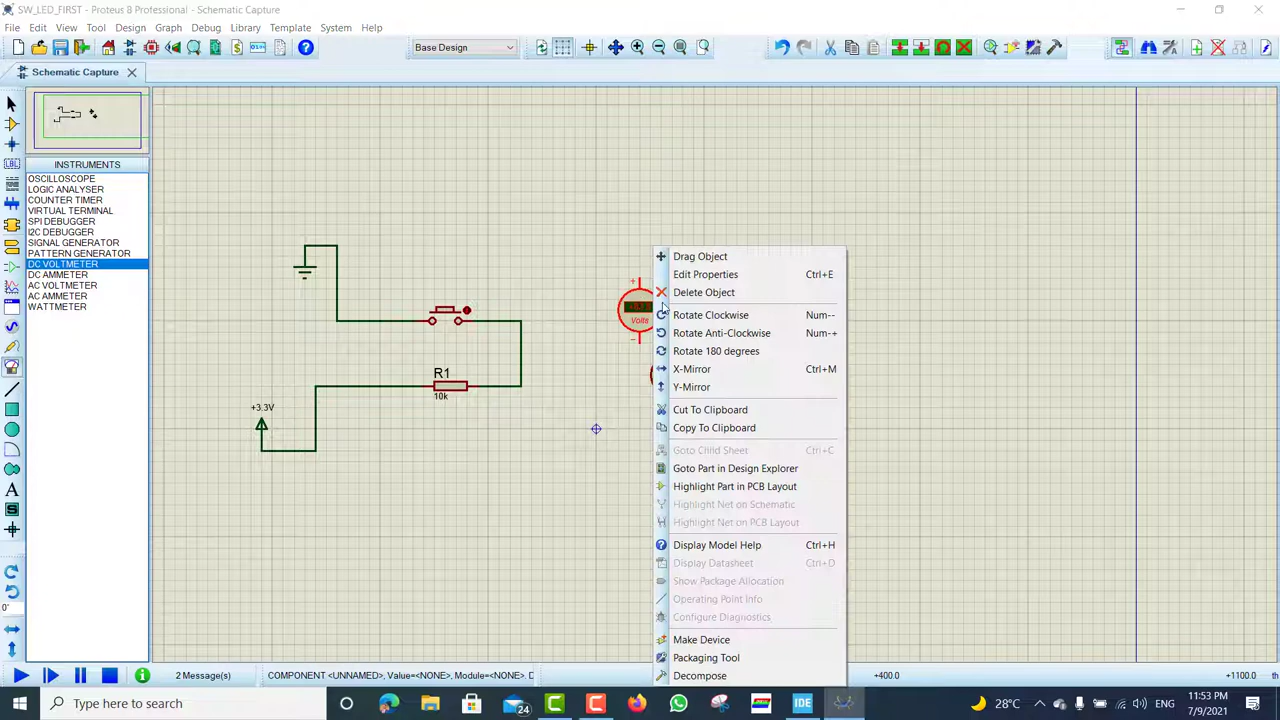 SW_LED_FIRST - Proteus 8 Professional - Schematic Capture
File Edit View Tool Design Graph Debug Library Template System Help
Base Design
Schematic Capture
LBL
INSTRUMENTS
OSCILLOSCOPE
LOGIC ANALYSER
COUNTER TIMER
VIRTUAL TERMINAL
SPI DEBUGGER
I2C DEBUGGER
SIGNAL GENERATOR
PATTERN GENERATOR
DC VOLTMETER
DC AMMETER
AC VOLTMETER
AC AMMETER
WATTMETER
+3.3V
R1
10k
Volts
Drag Object
Edit Properties Ctrl+E
Delete Object
Rotate Clockwise Num--
Rotate Anti-Clockwise Num-+
Rotate 180 degrees
X-Mirror Ctrl+M
Y-Mirror
Cut To Clipboard
Copy To Clipboard
Goto Child Sheet Ctrl+C
Goto Part in Design Explorer
Highlight Part in PCB Layout
Highlight Net on Schematic
Highlight Net on PCB Layout
Display Model Help Ctrl+H
Display Datasheet Ctrl+D
Show Package Allocation
Operating Point Info
Configure Diagnostics
Make Device
Packaging Tool
Decompose
0°
2 Message(s) COMPONENT <UNNAMED>, Value=<NONE>, Module=<NONE>, D +400.0 +1100.0 th
Type here to search
24
IDE
28°C
ENG
11:53 PM
7/9/2021